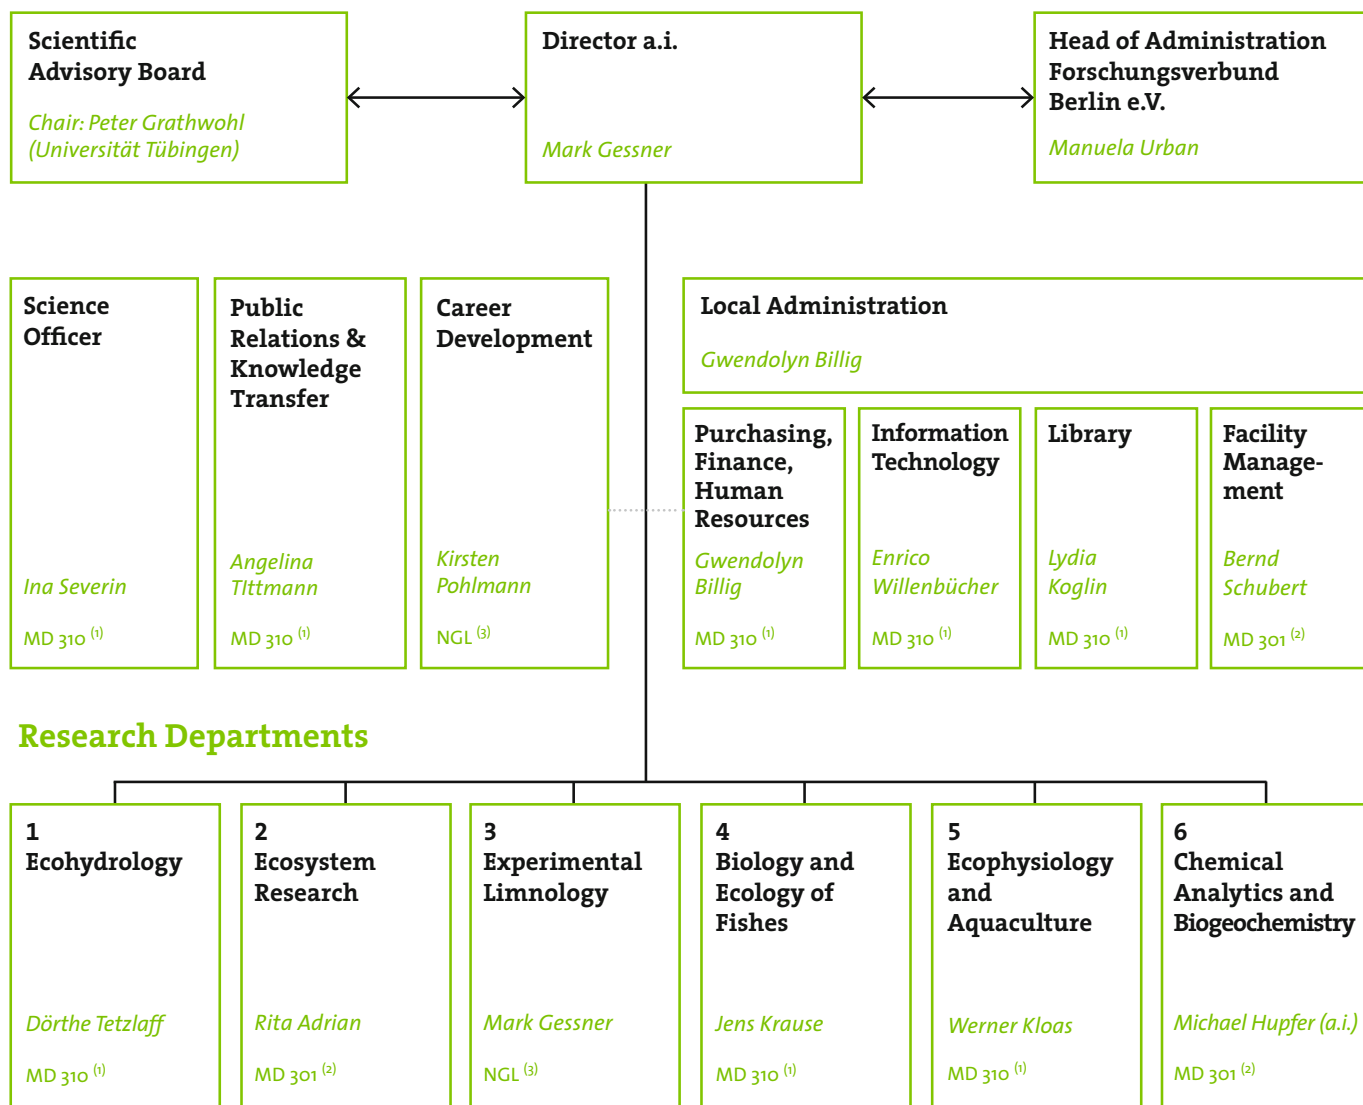 Scientific
Advisory Board
Chair: Peter Grathwohl
(Universität Tübingen)
Director a.i.
Mark Gessner
Head of Administration
Forschungsverbund
Berlin e.V.
Manuela Urban
Science
Officer
Ina Severin
MD 310 (1)
Public
Relations &
Knowledge
Transfer
Angelina
TIttmann
MD 310 (1)
Career
Development
Kirsten
Pohlmann
NGL (3)
Local Administration
Gwendolyn Billig
Purchasing,
Finance,
Human
Resources
Gwendolyn
Billig
MD 310 (1)
Information
Technology
Enrico
Willenbücher
MD 310 (1)
Library
Lydia
Koglin
MD 310 (1)
Facility
Manage-
ment
Bernd
Schubert
MD 301 (2)
Research Departments
1
Ecohydrology
Dörthe Tetzlaff
MD 310 (1)
2
Ecosystem
Research
Rita Adrian
MD 301 (2)
3
Experimental
Limnology
Mark Gessner
NGL (3)
4
Biology and
Ecology of
Fishes
Jens Krause
MD 310 (1)
5
Ecophysiology
and
Aquaculture
Werner Kloas
MD 310 (1)
6
Chemical
Analytics and
Biogeochemistry
Michael Hupfer (a.i.)
MD 301 (2)